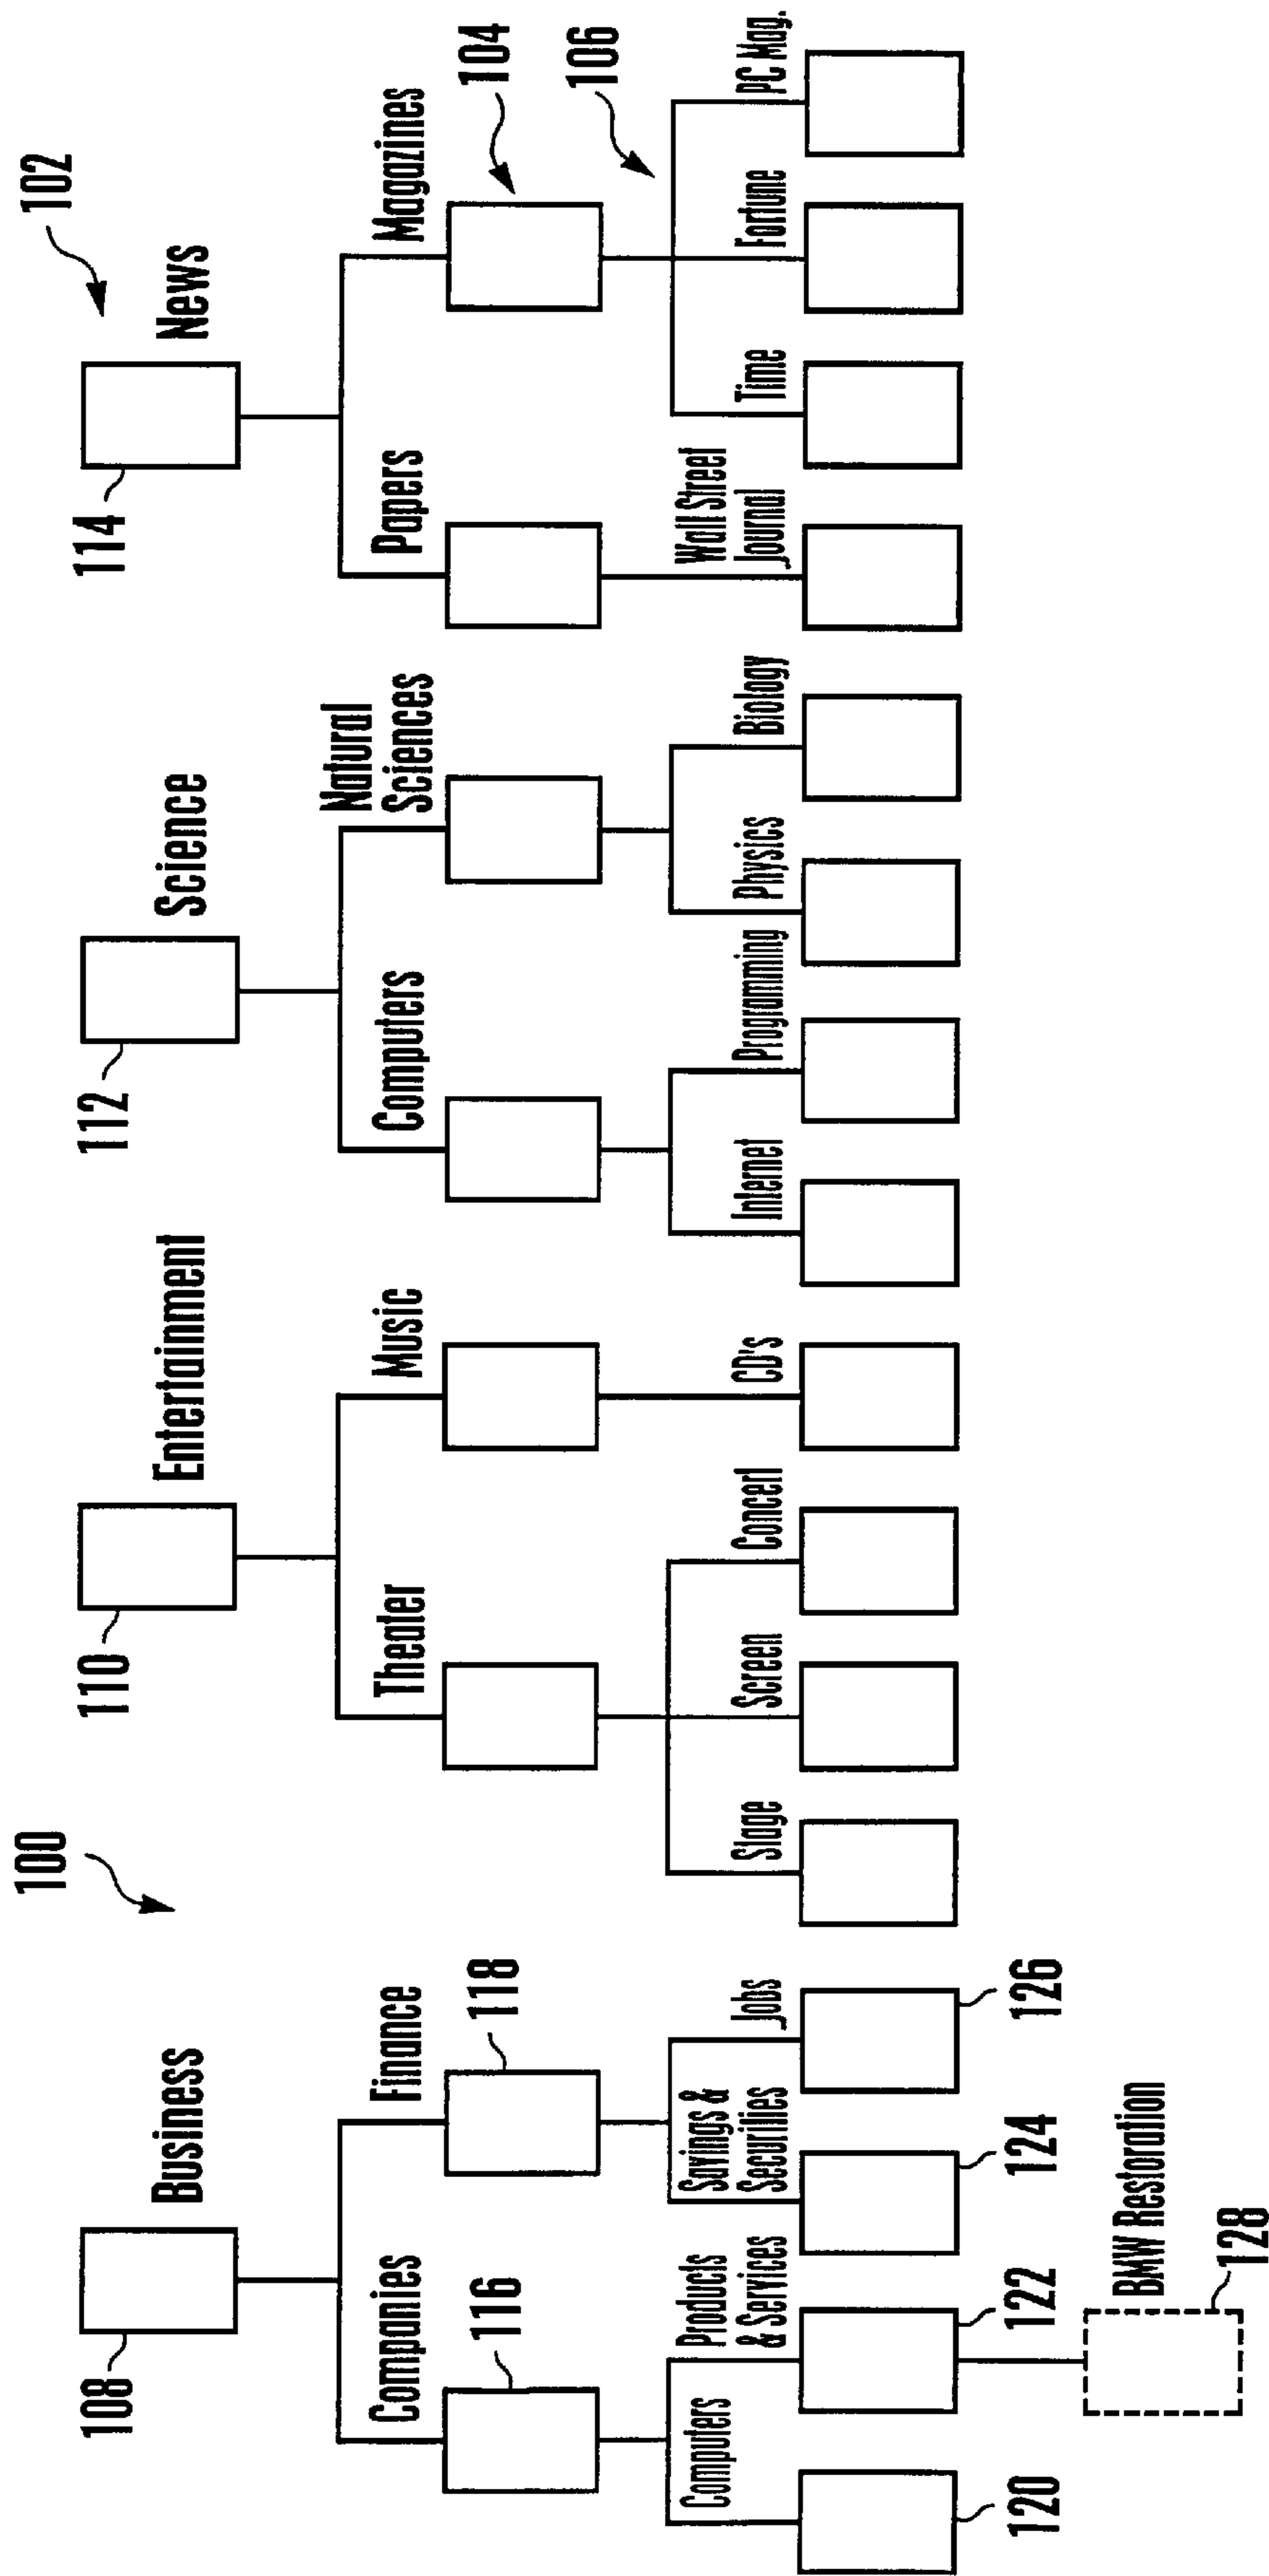 100
102
108
Business
110
Entertainment
112
Science
114
News
Companies
116
Finance
118
Theater
Music
Computers
Natural
Sciences
Papers
Magazines
104
106
Computers
Products
& Services
Savings &
Securities
Jobs
Stage
Screen
Concert
CD's
Internet
Programming
Physics
Biology
Wall Street
Journal
Time
Fortune
PC Mag.
120
122
124
126
BMW Restoration
128